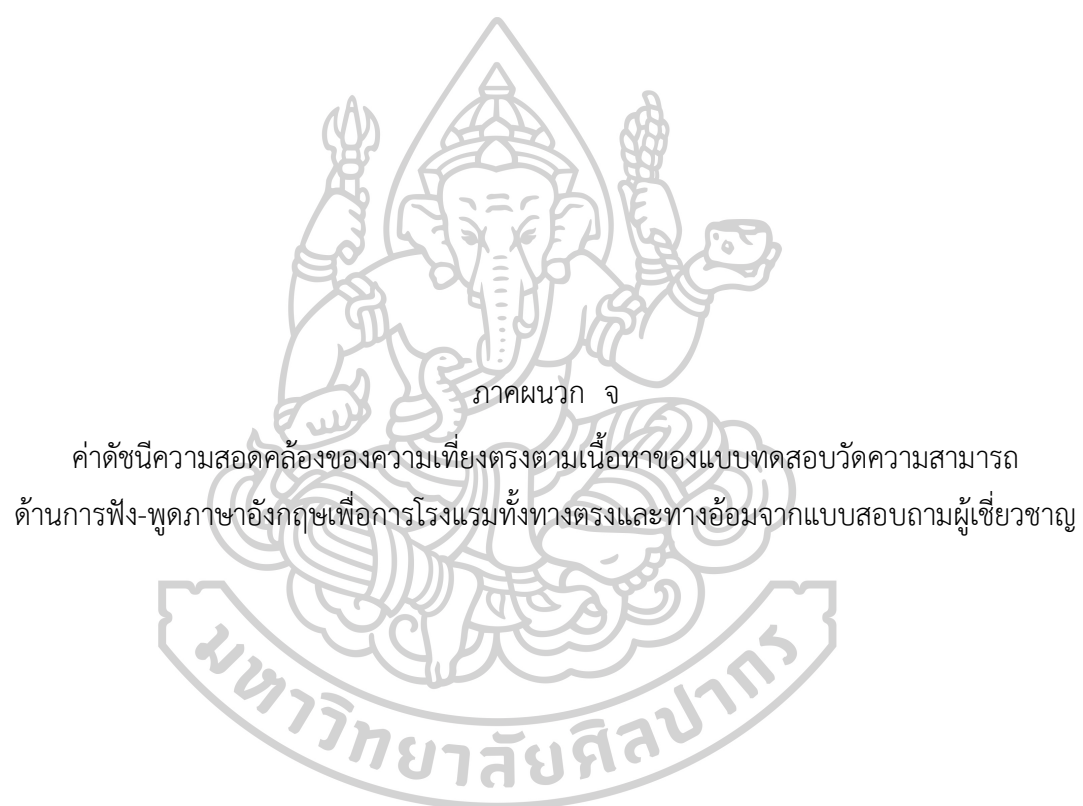 ภาคผนวก จ
ค่าดัชนีความสอดคล้องของความเที่ยงตรงตามเนื้อหาของแบบทดสอบวัดความสามารถ
ด้านการฟัง-พูดภาษาอังกฤษเพื่อการโรงแรมทั้งทางตรงและทางอ้อมจากแบบสอบถามผู้เชี่ยวชาญ
มหาวิทยาลัยศิลปากร